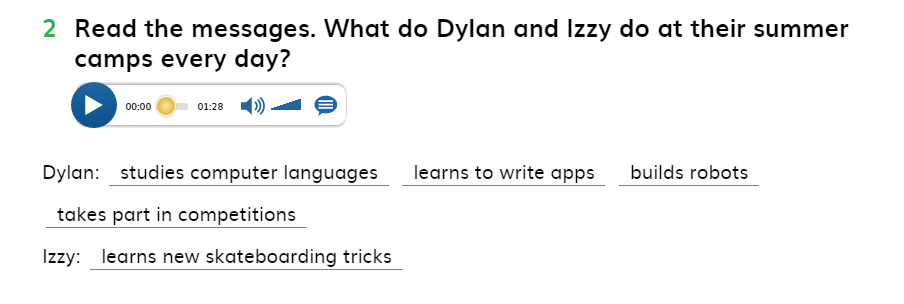 2 Read the messages. What do Dylan and Izzy do at their summer
camps every day?
00:00 01:28
Dylan: studies computer languages learns to write apps builds robots
takes part in competitions
Izzy: learns new skateboarding tricks